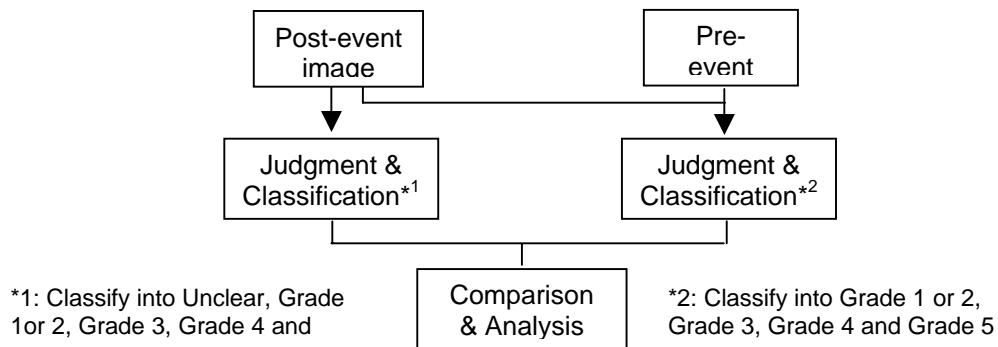 Post-event
image
Pre-
event
Judgment &
Classification*1
Judgment &
Classification*2
Comparison
& Analysis
*1: Classify into Unclear, Grade
1or 2, Grade 3, Grade 4 and
*2: Classify into Grade 1 or 2,
Grade 3, Grade 4 and Grade 5